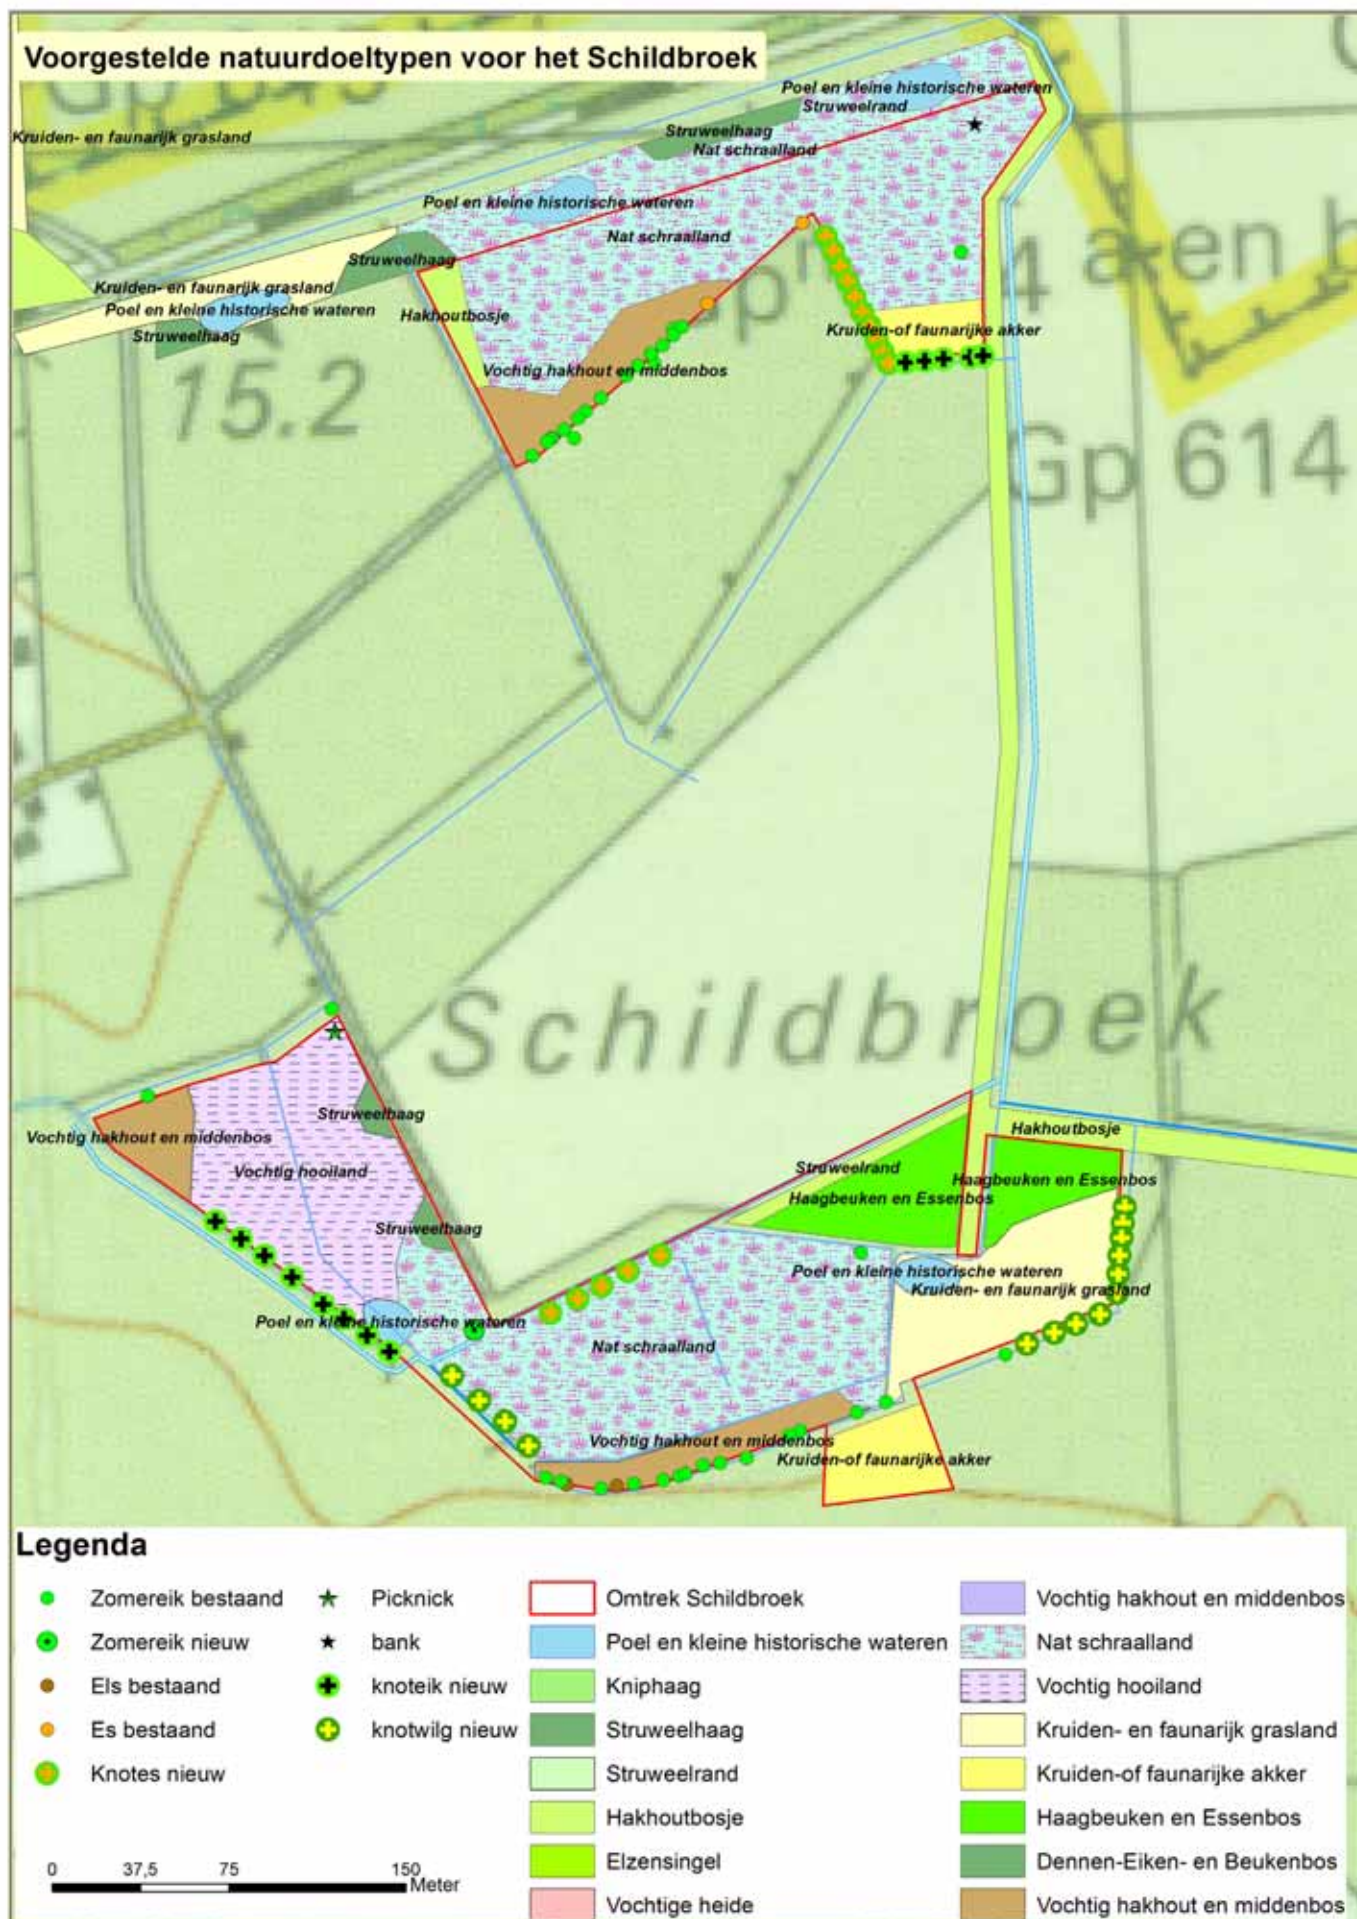 Voorgestelde natuurdoeltypen voor het Schildbroek
Poel en kleine historische wateren
Struweelrand
Kruiden- en faunarijk grasland
Struweelhaag
Nat schraalland
Poel en kleine historische wateren
Nat schraalland
Struweelhaag
Kruiden- en faunarijk grasland
Poel en kleine historische wateren
Hakhoutbosje
Struweelhaag
Kruiden-of faunarijke akker
Vochtig hakhout en middenbos
15.2
4 a-en
Gp 614
Schildbroek
Struweelhaag
Vochtig hakhout en middenbos
Hakhoutbosje
Vochtig hooiland
Struweelrand
Haagbeuken en Essenbos
Haagbeuken en Essenbos
Struweelhaag
Poel en kleine historische wateren
Kruiden- en faunarijk grasland
Poel en kleine historische wateren
Nat schraalland
Vochtig hakhout en middenbos
Kruiden-of faunarijke akker
Legenda
Zomereik bestaand
Zomereik nieuw
Els bestaand
Es bestaand
Knotes nieuw
Picknick
bank
knoteik nieuw
knotwilg nieuw
Omtrek Schildbroek
Poel en kleine historische wateren
Kniphaag
Struweelhaag
Struweelrand
Hakhoutbosje
Elzensingel
Vochtige heide
Vochtig hakhout en middenbos
Nat schraalland
Vochtig hooiland
Kruiden- en faunarijk grasland
Kruiden-of faunarijke akker
Haagbeuken en Essenbos
Dennen-Eiken- en Beukenbos
Vochtig hakhout en middenbos
0 37,5 75 150
Meter